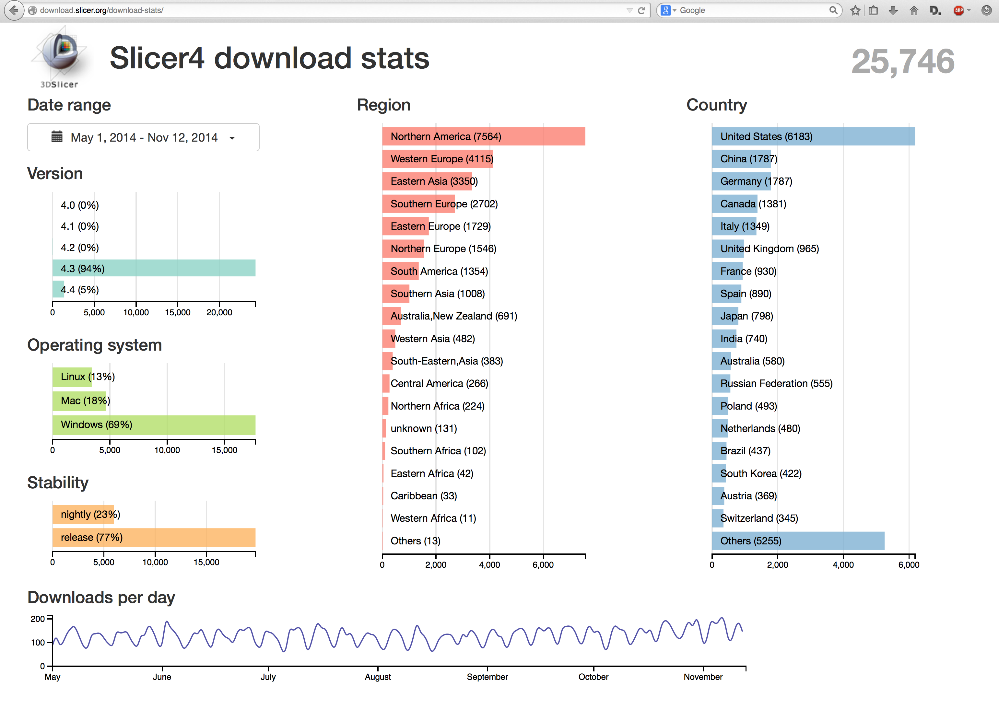 download.slicer.org/download-stats/
Google
ABP
3DSlicer
Slicer4 download stats
25,746
Date range
May 1, 2014 - Nov 12, 2014
Version
4.0 (0%)
4.1 (0%)
4.2 (0%)
4.3 (94%)
4.4 (5%)
0 5,000 10,000 15,000 20,000
Operating system
Linux (13%)
Mac (18%)
Windows (69%)
0 5,000 10,000 15,000
Stability
nightly (23%)
release (77%)
0 5,000 10,000 15,000
Region
Northern America (7564)
Western Europe (4115)
Eastern Asia (3350)
Southern Europe (2702)
Eastern Europe (1729)
Northern Europe (1546)
South America (1354)
Southern Asia (1008)
Australia,New Zealand (691)
Western Asia (482)
South-Eastern,Asia (383)
Central America (266)
Northern Africa (224)
unknown (131)
Southern Africa (102)
Eastern Africa (42)
Caribbean (33)
Western Africa (11)
Others (13)
0 2,000 4,000 6,000
Country
United States (6183)
China (1787)
Germany (1787)
Canada (1381)
Italy (1349)
United Kingdom (965)
France (930)
Spain (890)
Japan (798)
India (740)
Australia (580)
Russian Federation (555)
Poland (493)
Netherlands (480)
Brazil (437)
South Korea (422)
Austria (369)
Switzerland (345)
Others (5255)
0 2,000 4,000 6,000
Downloads per day
200
100
0
May June July August September October November